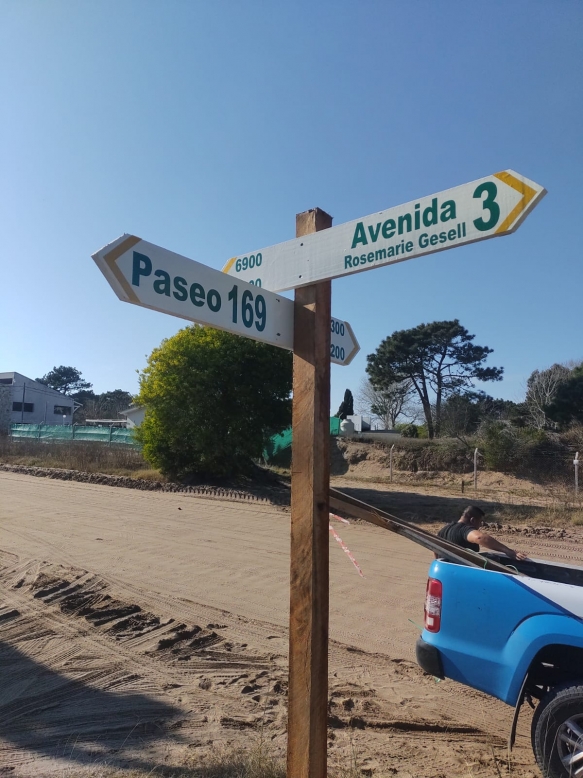 Avenida 3
Rosemarie Gesell
6900
Paseo 169
300
200